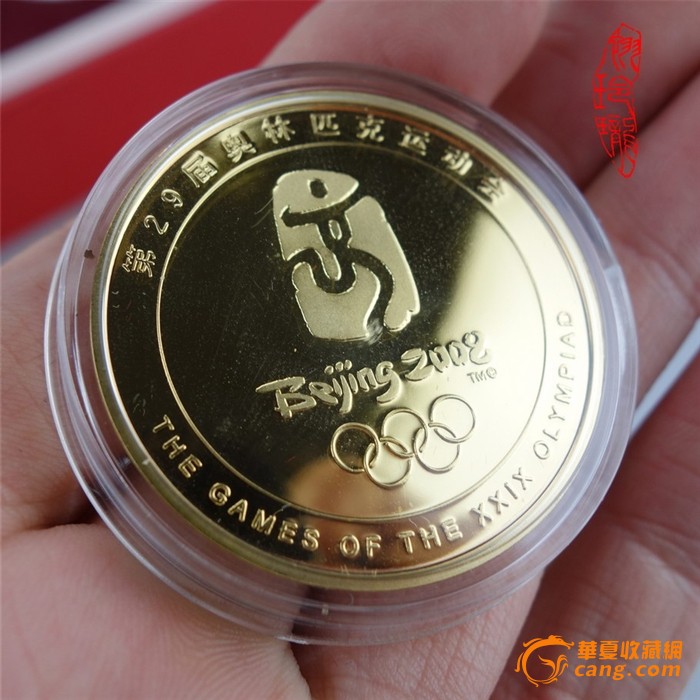 第29届奥林匹克运动会
Beijing 2008
TM©
THE GAMES OF THE XXIX OLYMPIAD
華夏收藏網
cang.com